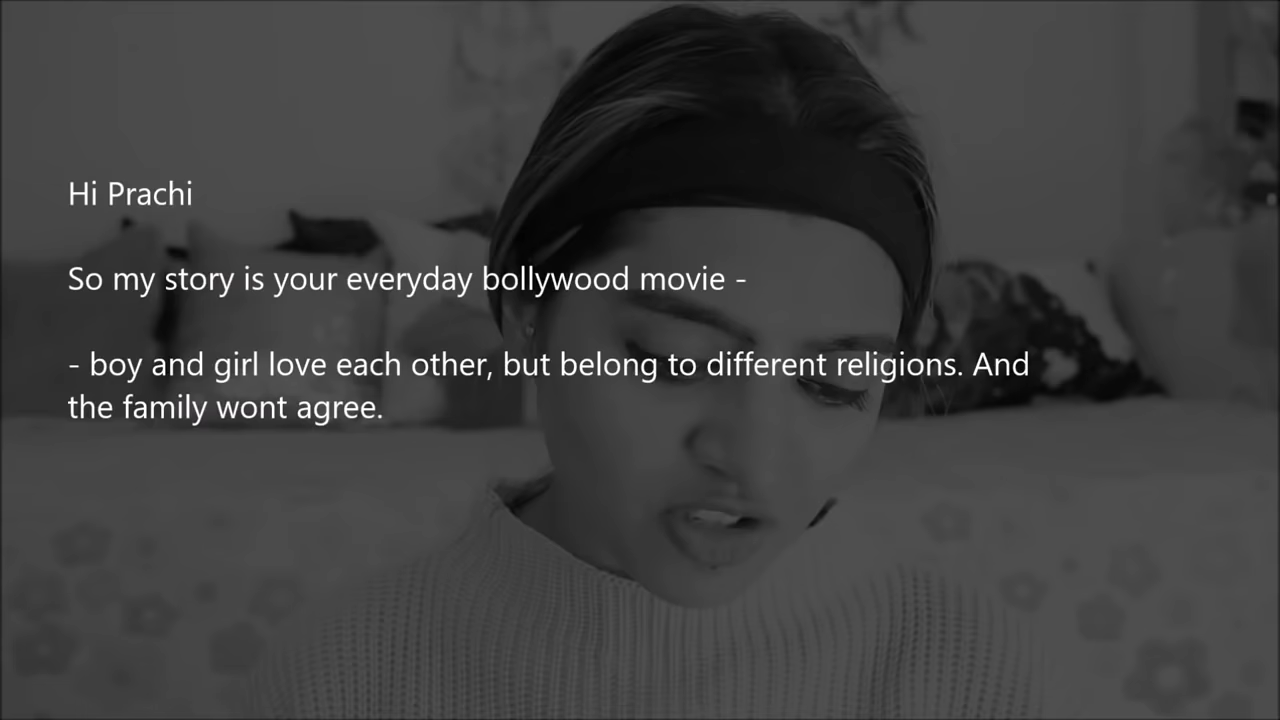 Hi Prachi
So my story is your everyday bollywood movie -
- boy and girl love each other, but belong to different religions. And
the family wont agree.